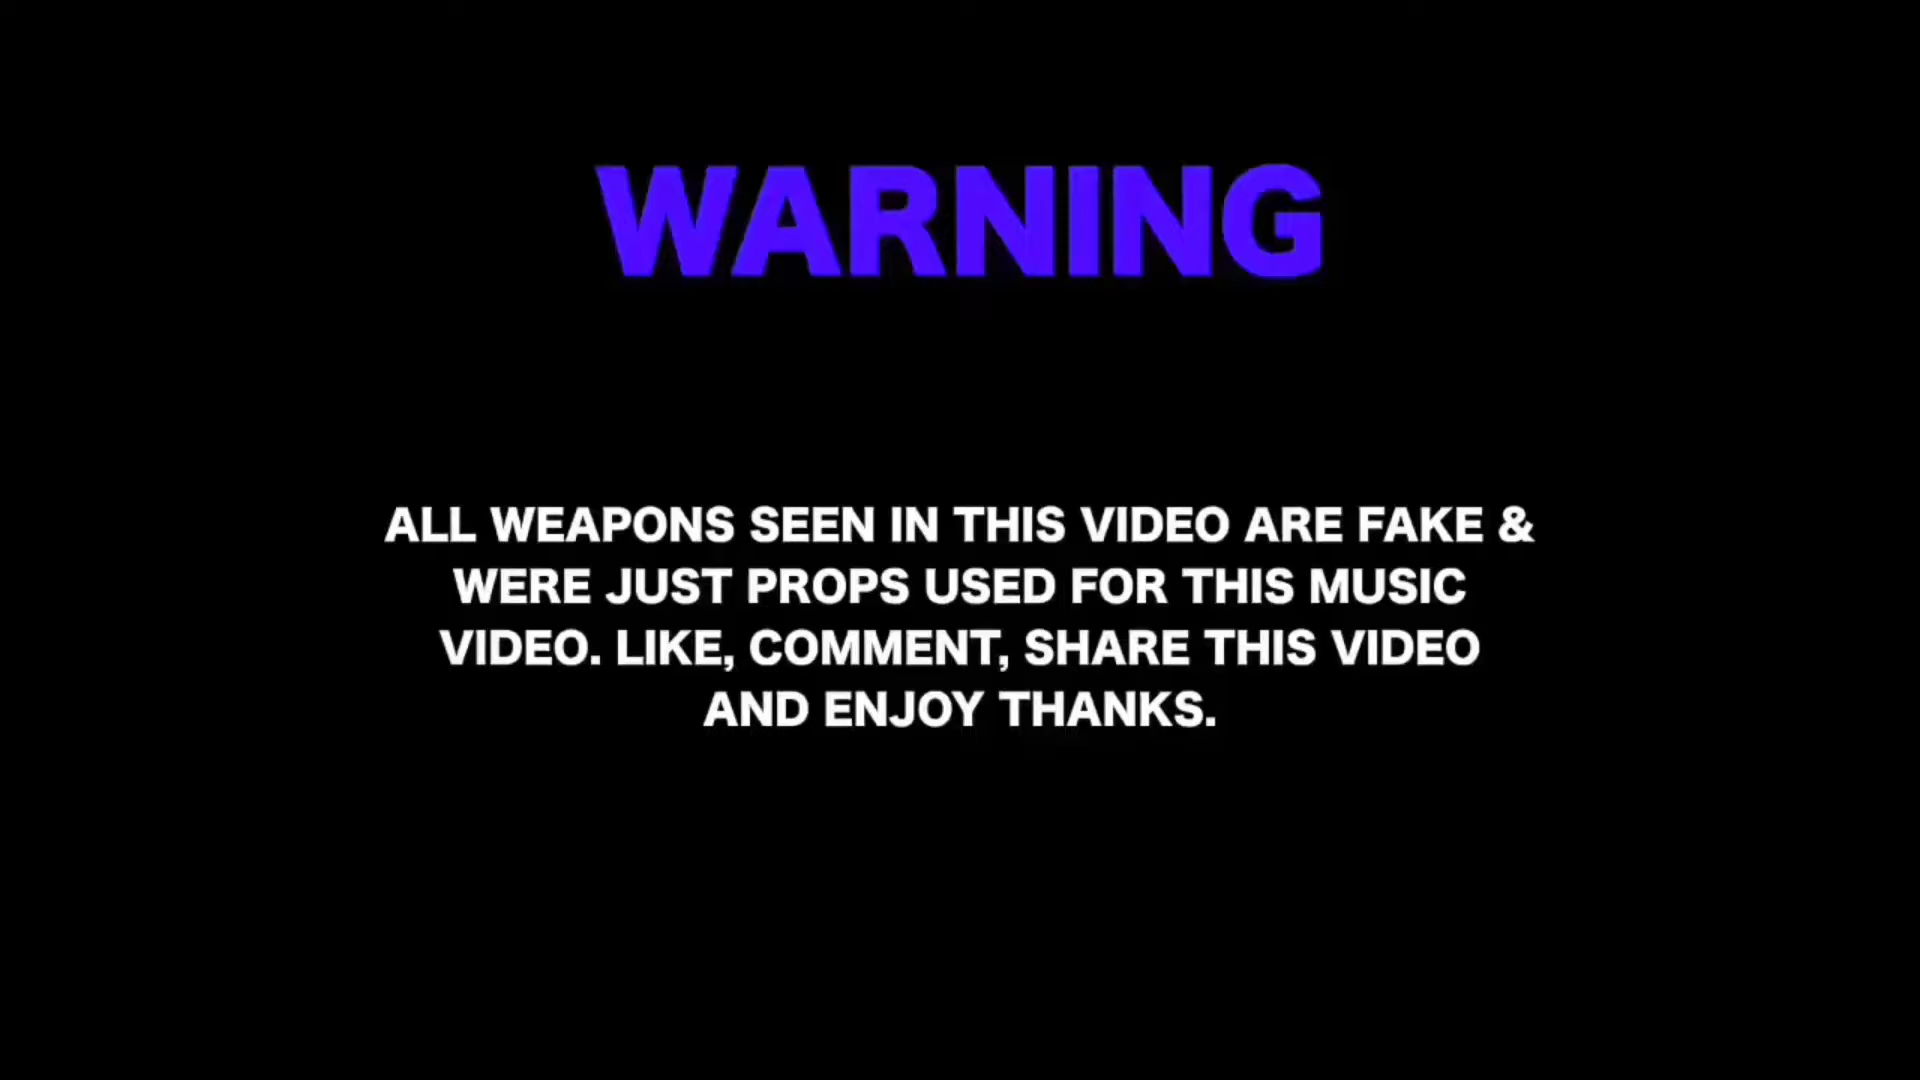 WARNING
ALL WEAPONS SEEN IN THIS VIDEO ARE FAKE &
WERE JUST PROPS USED FOR THIS MUSIC
VIDEO. LIKE, COMMENT, SHARE THIS VIDEO
AND ENJOY THANKS.